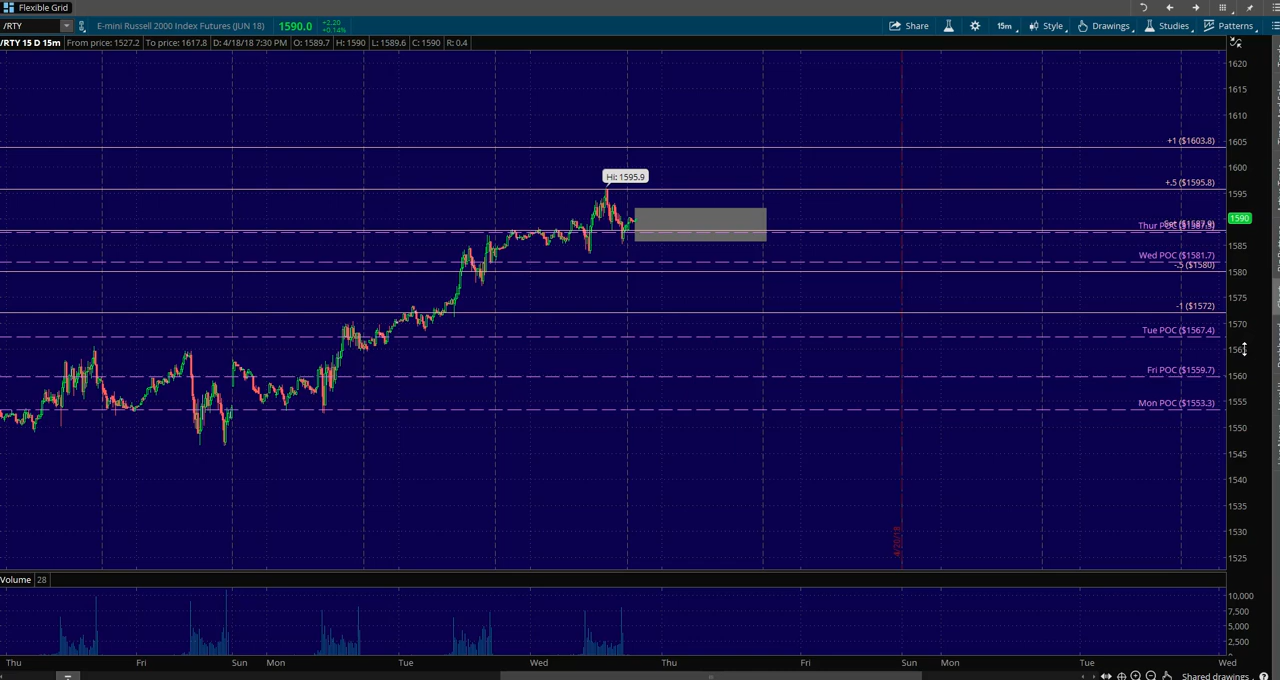 Flexible Grid
/RTY
E-mini Russell 2000 Index Futures (JUN 18)
1590.0
+2.20
+0.14%
Share
15m
Style
Drawings
Studies
Patterns
/RTY 15 D 15m
From price: 1527.2
To price: 1617.8
D: 4/18/18 7:30 PM
O: 1589.7
H: 1590
L: 1589.6
C: 1590
R: 0.4
1620
1615
1610
1605
1600
1595
1590
1585
1580
1575
1570
1560
1555
1550
1545
1540
1535
1530
1525
+1 ($1603.8)
+.5 ($1595.8)
Hi: 1595.9
Thur POC
Wed POC ($1581.7)
-.5 ($1580)
-1 ($1572)
Tue POC ($1567.4)
Fri POC ($1559.7)
Mon POC ($1553.3)
Volume
28
10,000
7,500
5,000
2,500
Thu
Fri
Sun
Mon
Tue
Wed
Thu
Fri
Sun
Mon
Tue
Wed
Shared drawings